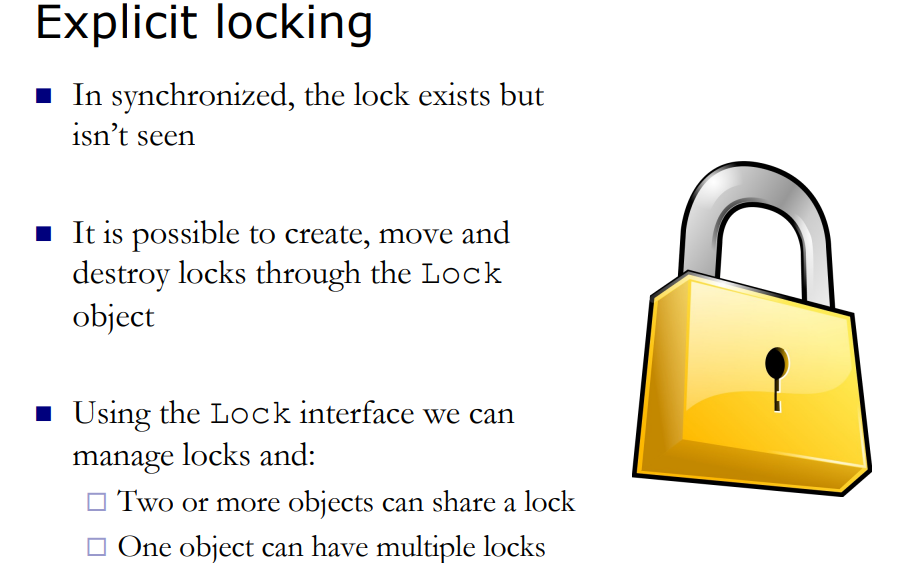 Explicit locking
In synchronized, the lock exists but
isn’t seen
It is possible to create, move and
destroy locks through the Lock
object
Using the Lock interface we can
manage locks and:
Two or more objects can share a lock
One object can have multiple locks